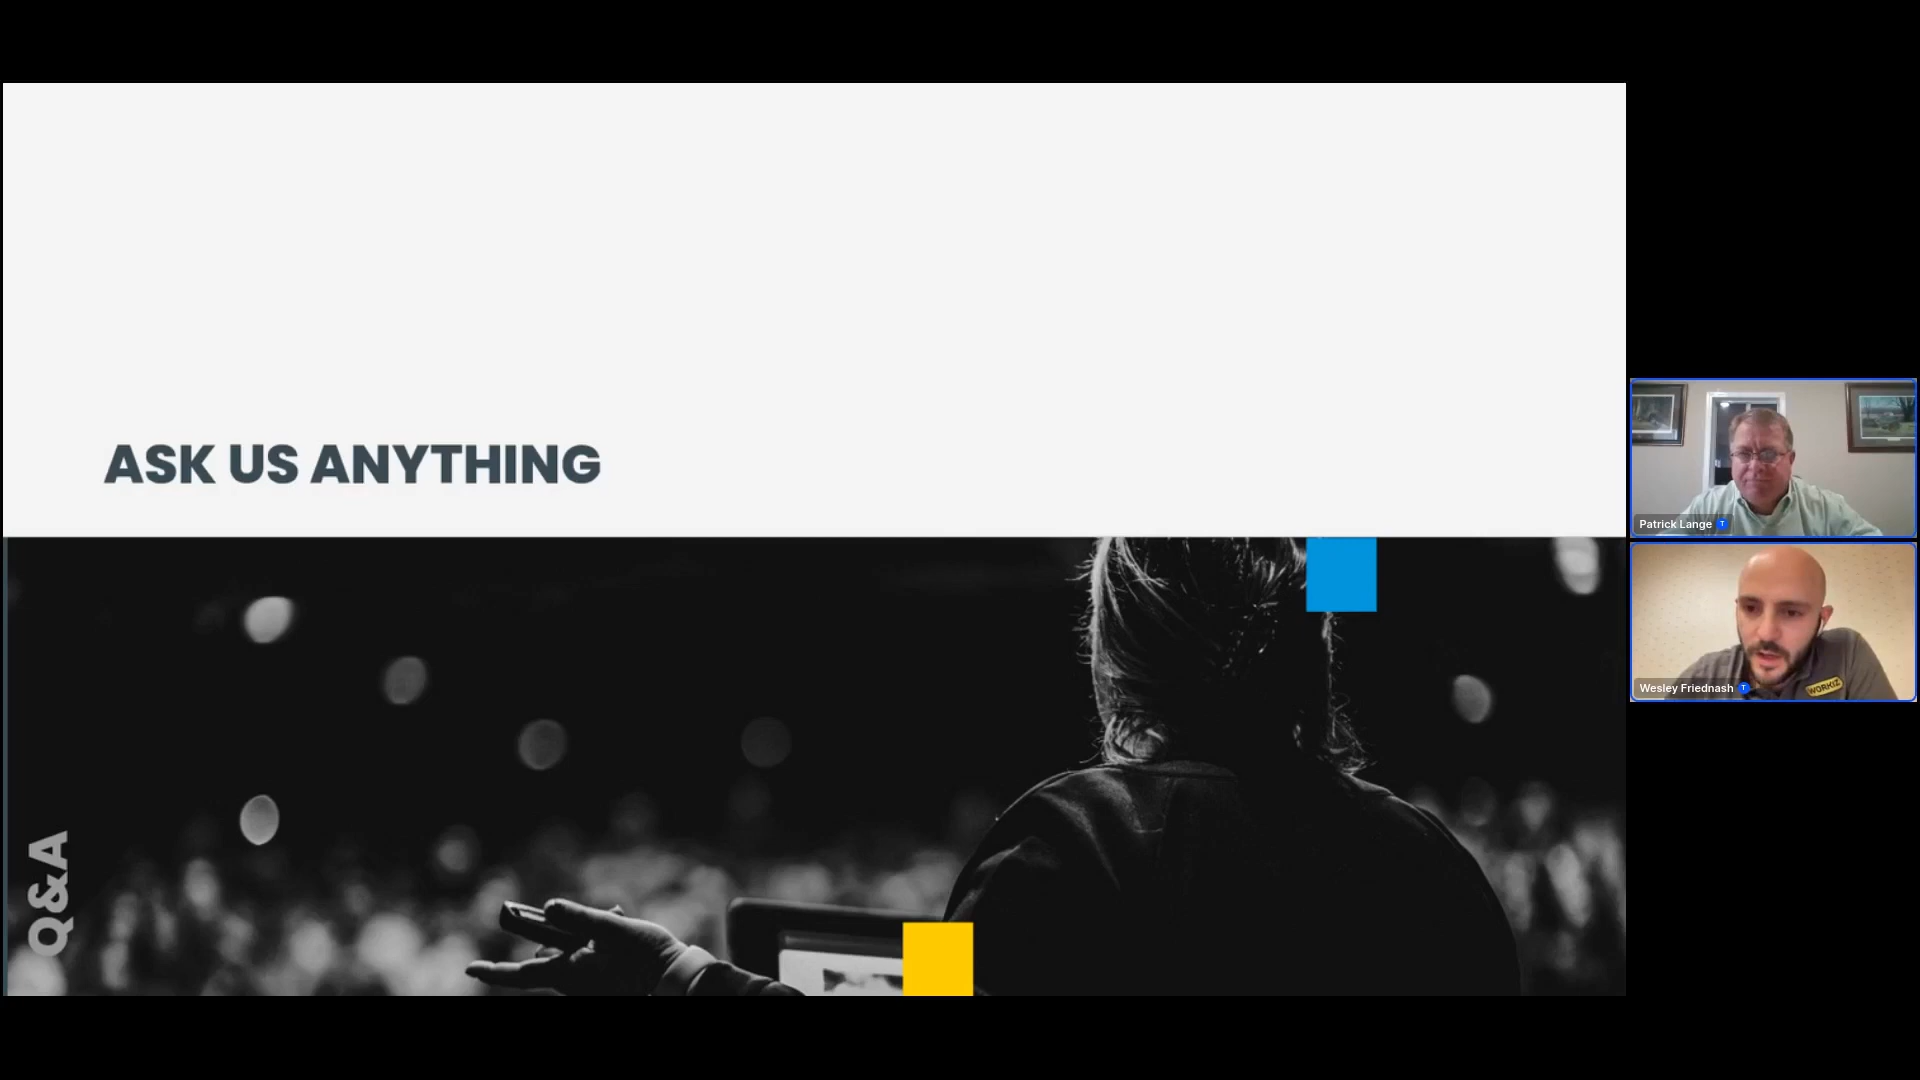 ASK US ANYTHING
Q&A
Patrick Lange T
Wesley Friednash T
WORKIZ